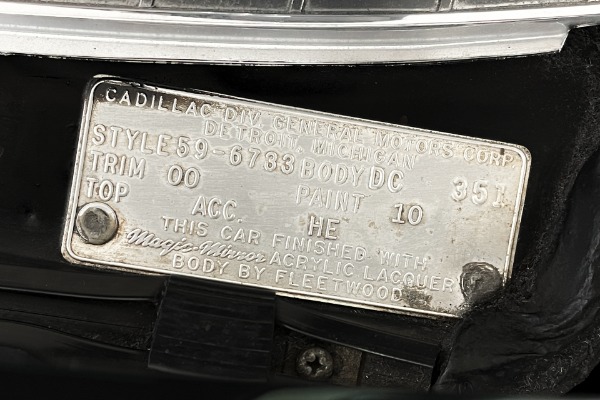 CADILLAC DIV. GENERAL MOTORS CORP.
DETROIT, MICHIGAN
STYLE 59-6733 BODY DC 351
TRIM 00 PAINT 10
TOP ACC. HE
THIS CAR FINISHED WITH
Magic-Mirror ACRYLIC LACQUER
BODY BY FLEETWOOD